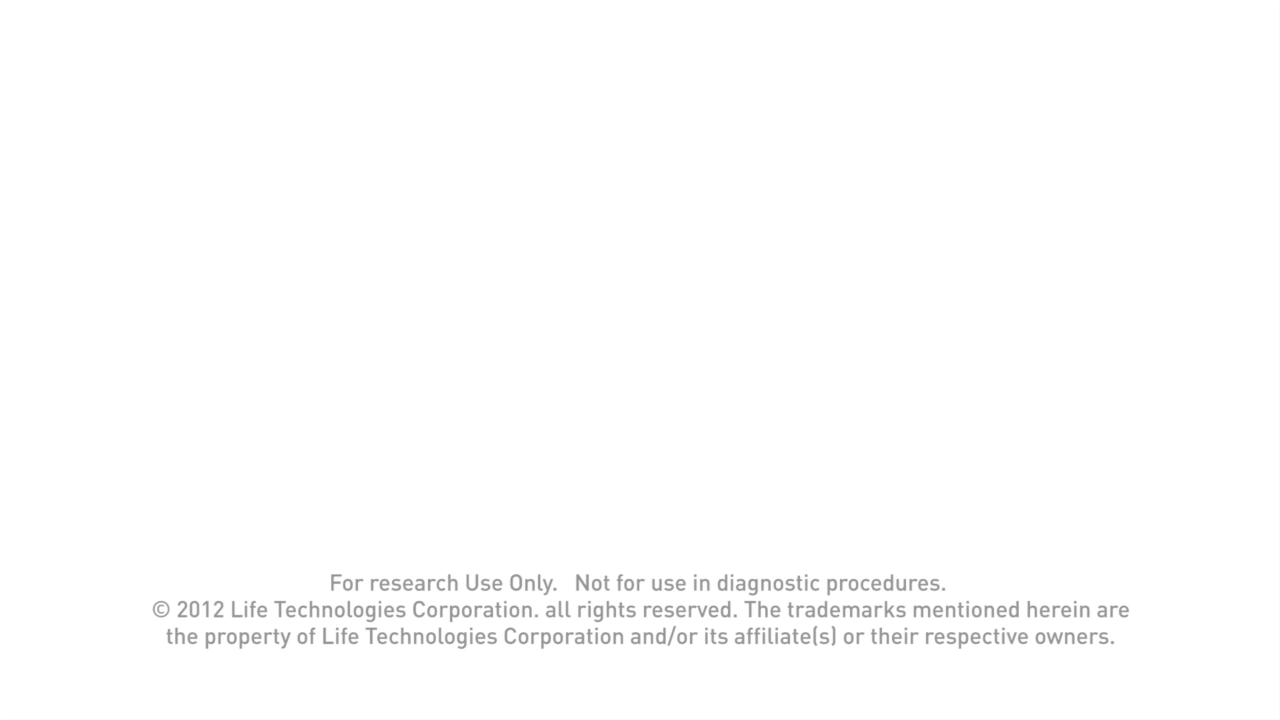 For research Use Only. Not for use in diagnostic procedures.
© 2012 Life Technologies Corporation. all rights reserved. The trademarks mentioned herein are
the property of Life Technologies Corporation and/or its affiliate(s) or their respective owners.